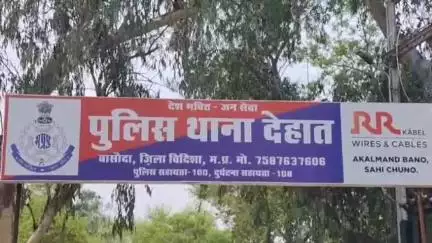 देश भक्ति - जन सेवा
पुलिस थाना देहात
बासौदा, ज़िला विदिशा, म.प्र. मो. 7587637606
पुलिस सहायता-100, दुर्घटना सहायता-108
RR KABEL
WIRES & CABLES
AKALMAND BANO,
SAHI CHUNO.